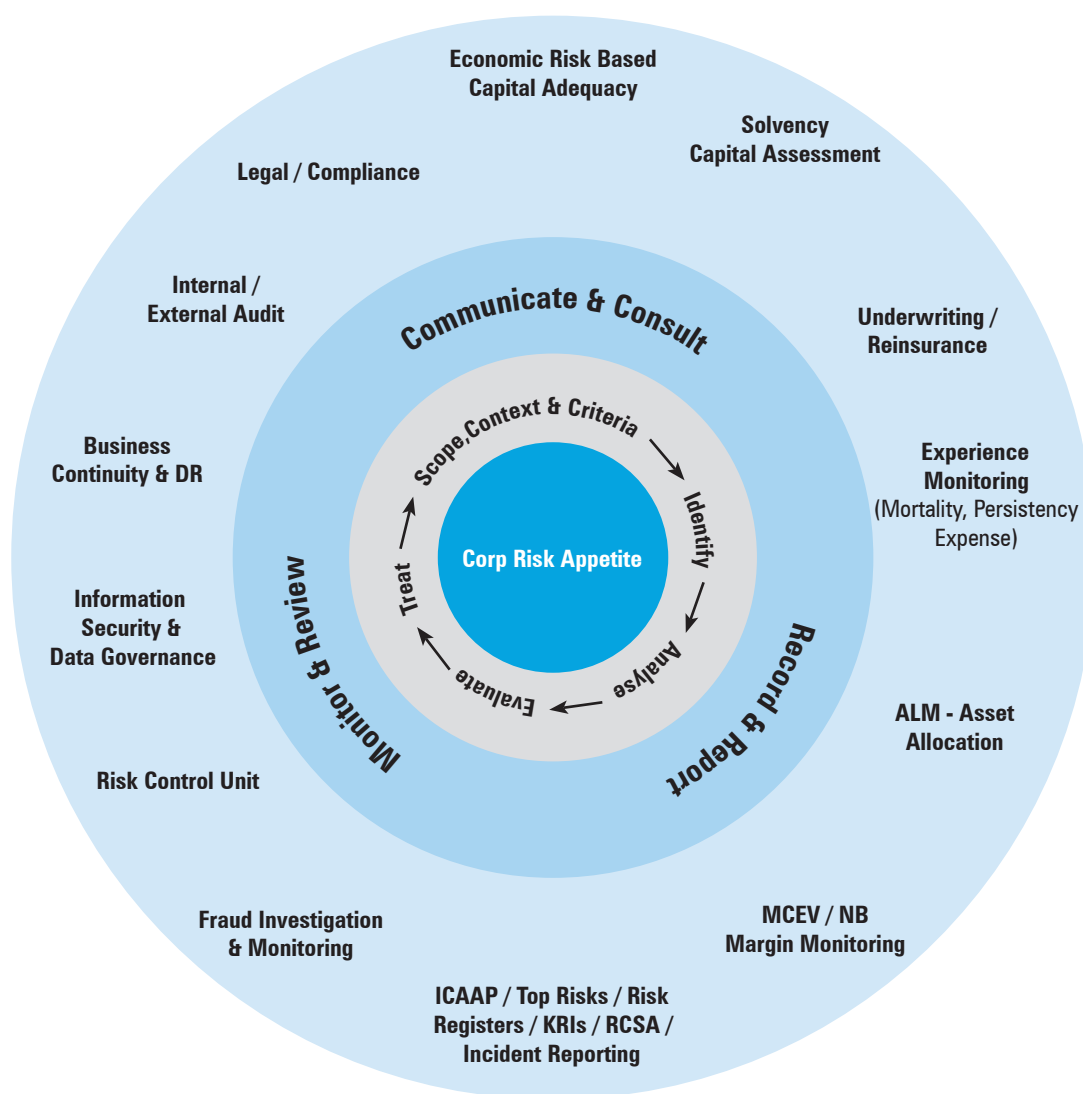 Economic Risk Based
Capital Adequacy
Solvency
Capital Assessment
Legal / Compliance
Internal /
External Audit
Underwriting /
Reinsurance
Business
Continuity & DR
Experience
Monitoring
(Mortality, Persistency
Expense)
Information
Security &
Data Governance
ALM - Asset
Allocation
Risk Control Unit
Fraud Investigation
& Monitoring
MCEV / NB
Margin Monitoring
ICAAP / Top Risks / Risk
Registers / KRIs / RCSA /
Incident Reporting
Communicate & Consult
Record & Report
Monitor & Review
Scope,Context & Criteria
Identify
Analyse
Evaluate
Treat
Corp Risk Appetite